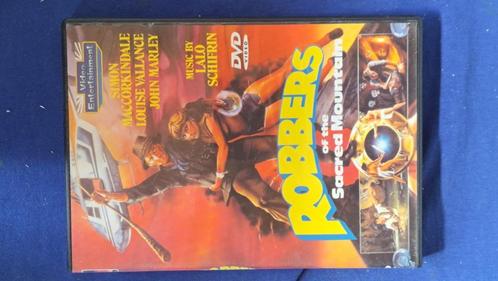 Video
Entertainment
SIMON
MACCORKINDALE
LOUISE VALLANCE
JOHN MARLEY
MUSIC BY
LALO
SCHIFRIN
DVD
VIDEO
ROBBERS
of the
Sacred Mountain
ROBBERS